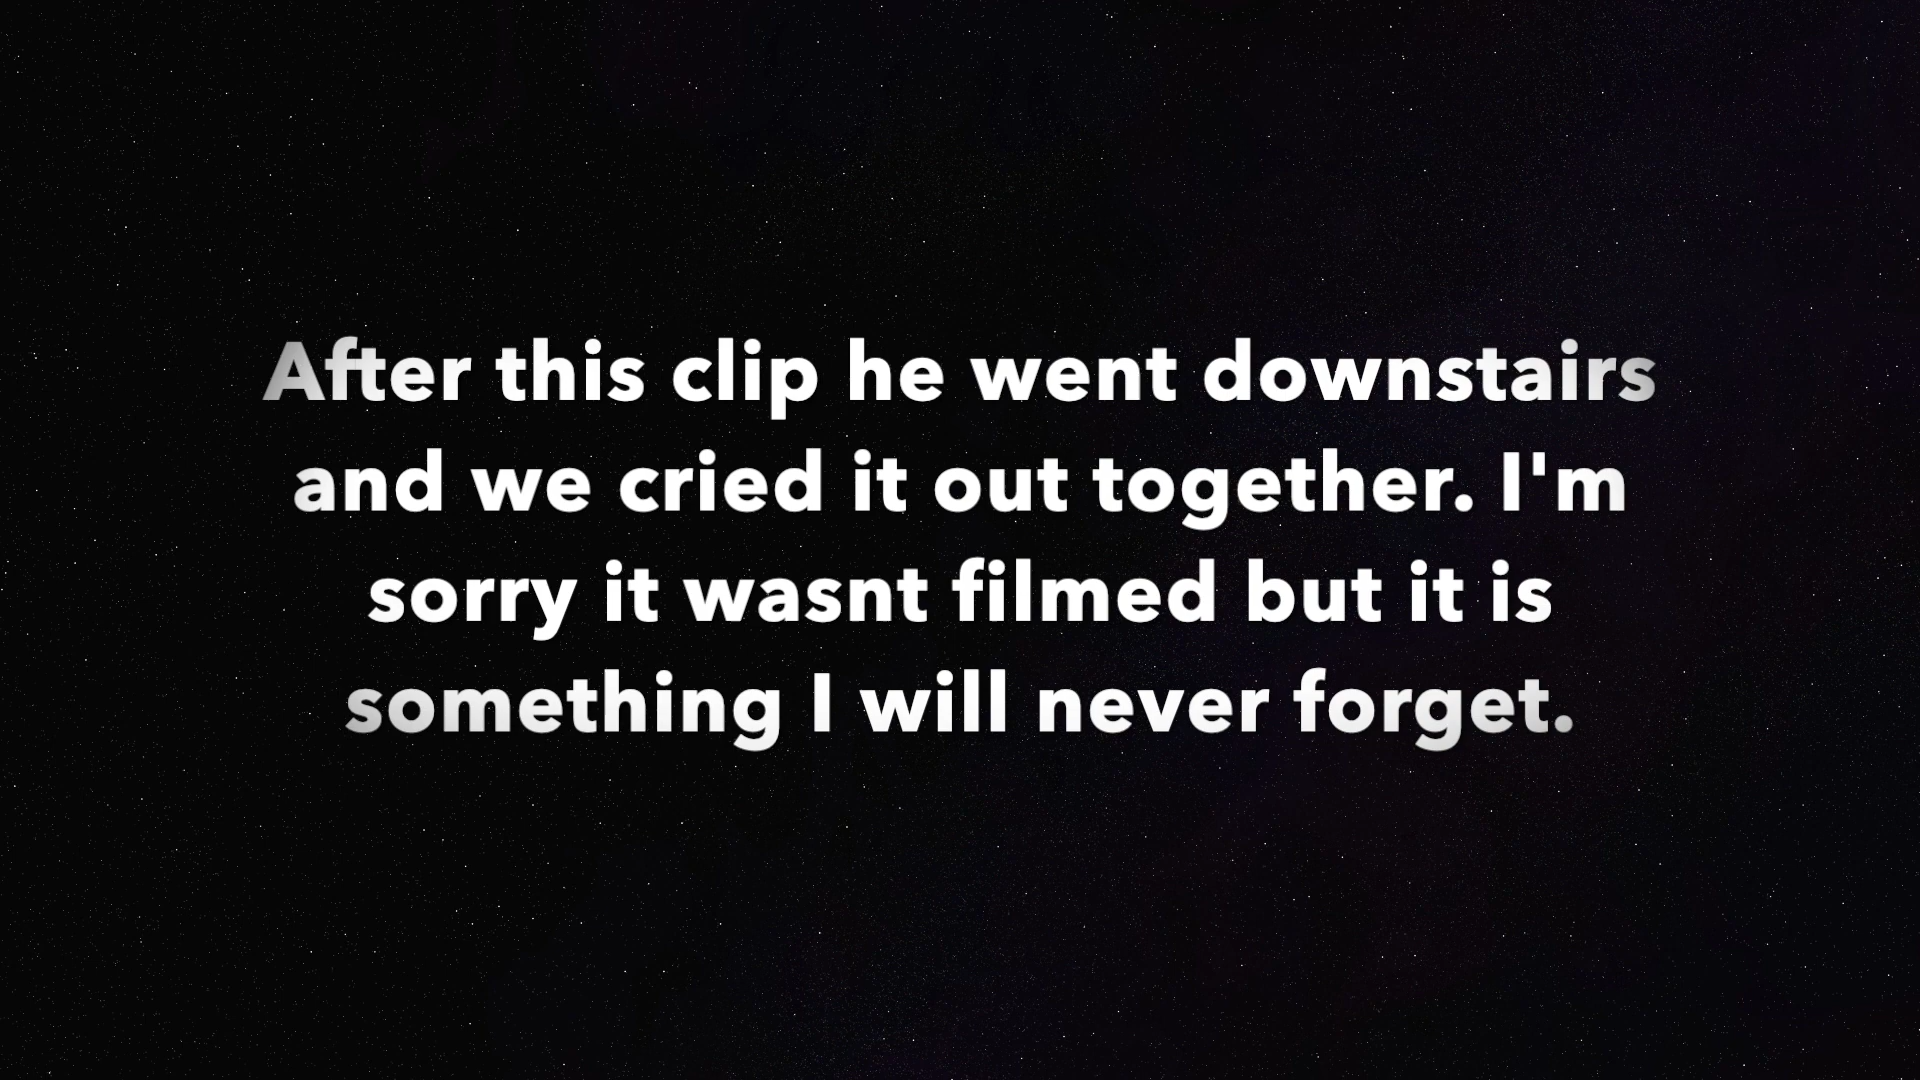 After this clip he went downstairs
and we cried it out together. I'm
sorry it wasnt filmed but it is
something I will never forget.